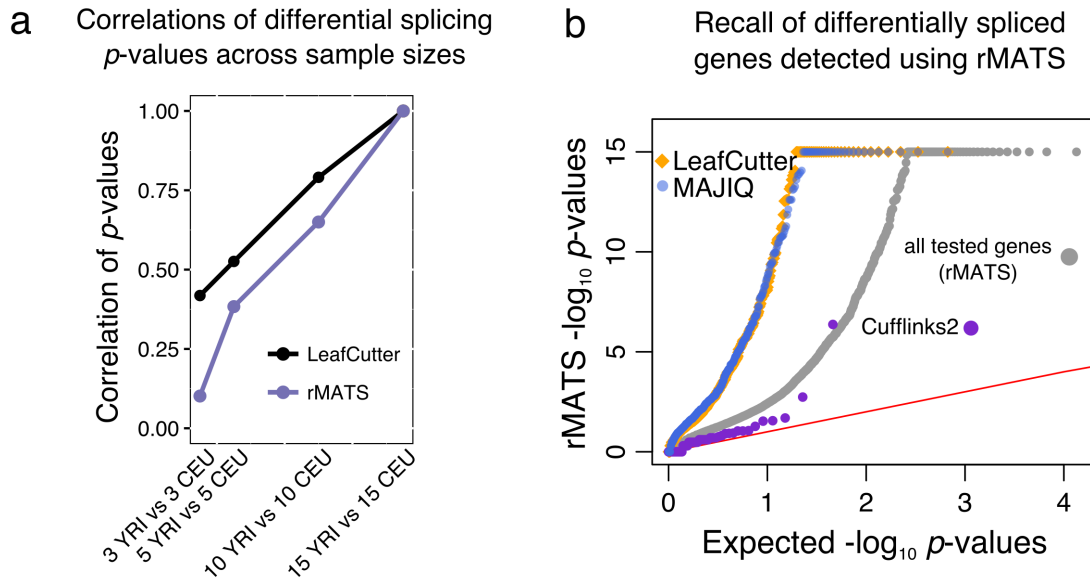 a
Correlations of differential splicing
p-values across sample sizes
Correlation of p-values
1.00
0.75
0.50
0.25
0.00
LeafCutter
rMATS
3 YRI vs 3 CEU
5 YRI vs 5 CEU
10 YRI vs 10 CEU
15 YRI vs 15 CEU
b
Recall of differentially spliced
genes detected using rMATS
rMATS -log₁₀ p-values
15
10
5
0
LeafCutter
MAJIQ
all tested genes
(rMATS)
Cufflinks2
0 1 2 3 4
Expected -log₁₀ p-values